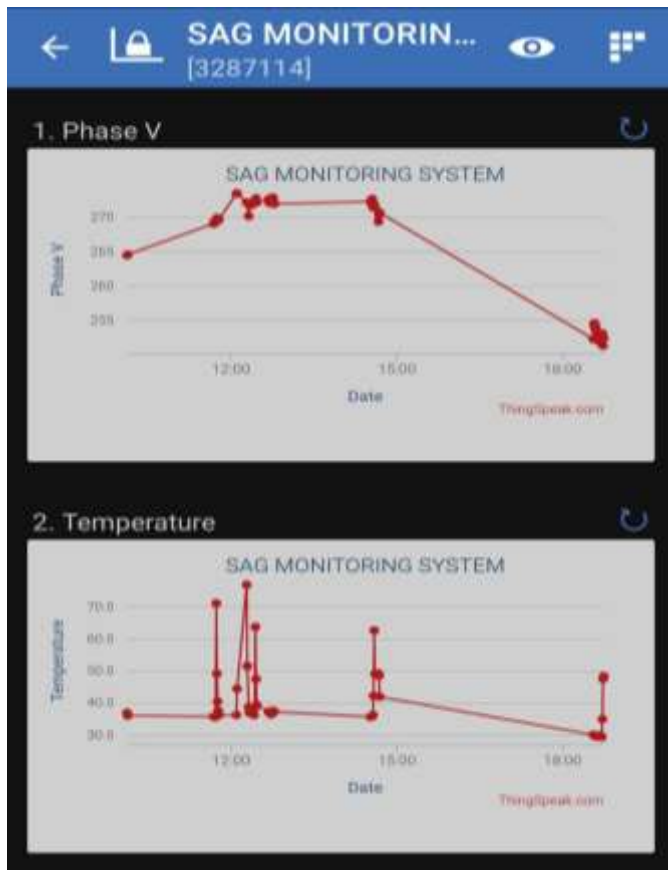 SAG MONITORIN...
[3287114]
1. Phase V
SAG MONITORING SYSTEM
Phase V
270
265
260
255
12:00
15:00
18:00
Date
ThingSpeak.com
2. Temperature
SAG MONITORING SYSTEM
Temperature
70.0
60.0
50.0
40.0
30.0
12:00
15:00
18:00
Date
ThingSpeak.com